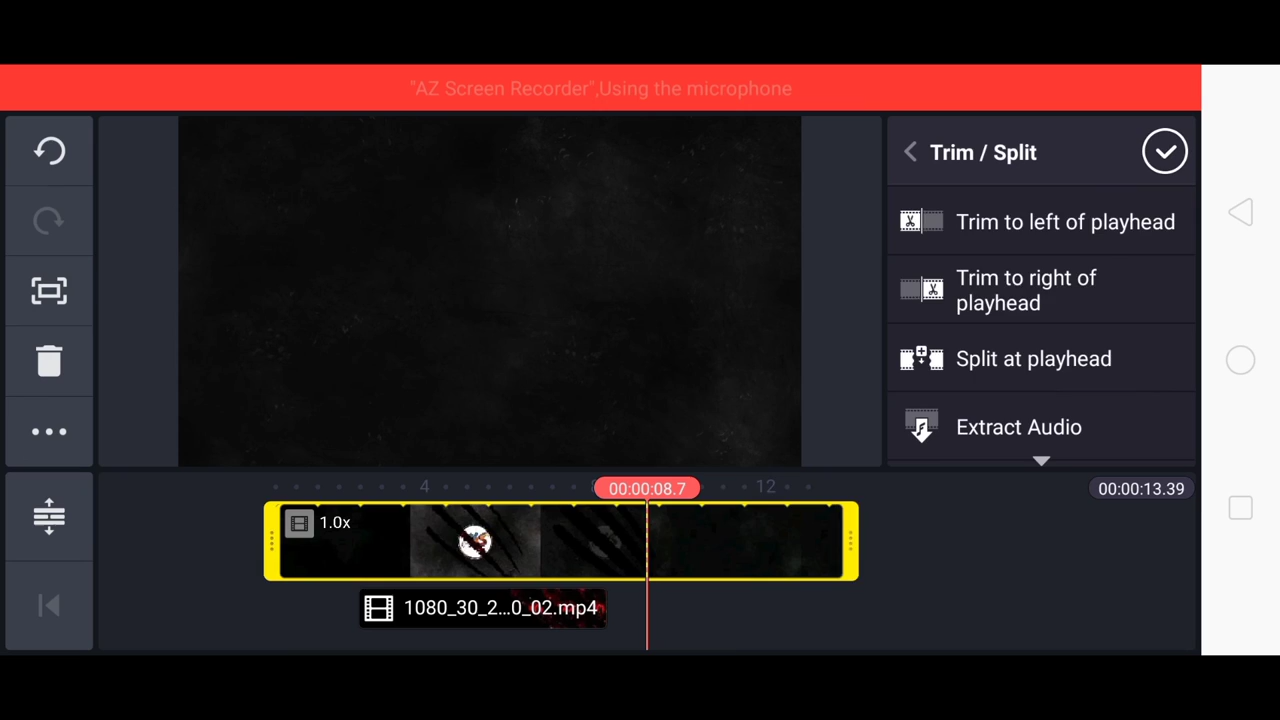 "AZ Screen Recorder",Using the microphone
Trim / Split
Trim to left of playhead
Trim to right of
playhead
Split at playhead
Extract Audio
4
00:00:08.7
12
00:00:13.39
1.0x
1080_30_2...0_02.mp4